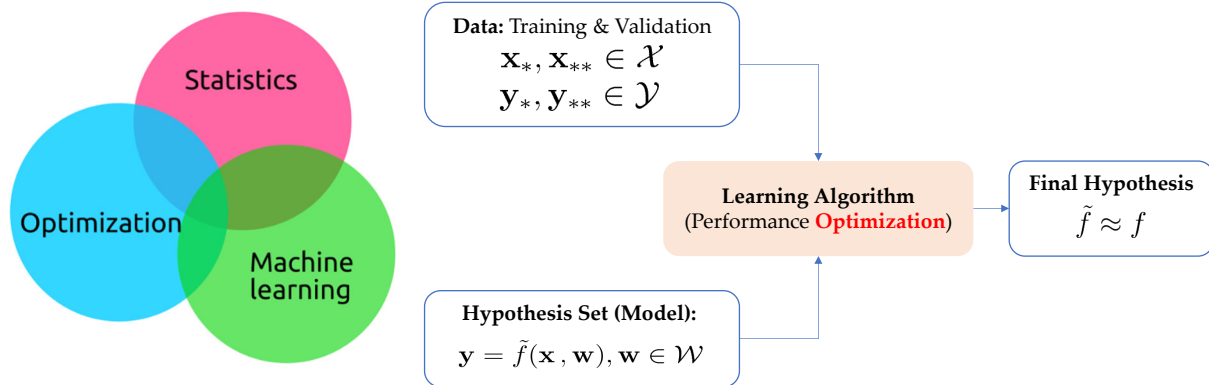 Statistics
Optimization
Machine
learning
Data: Training & Validation
𝐱∗, 𝐱∗∗ ∈ 𝒳
𝐲∗, 𝐲∗∗ ∈ 𝒴
Learning Algorithm
(Performance Optimization)
Final Hypothesis
f̃ ≈ f
Hypothesis Set (Model):
𝐲 = f̃(𝐱 , 𝐰), 𝐰 ∈ 𝒲